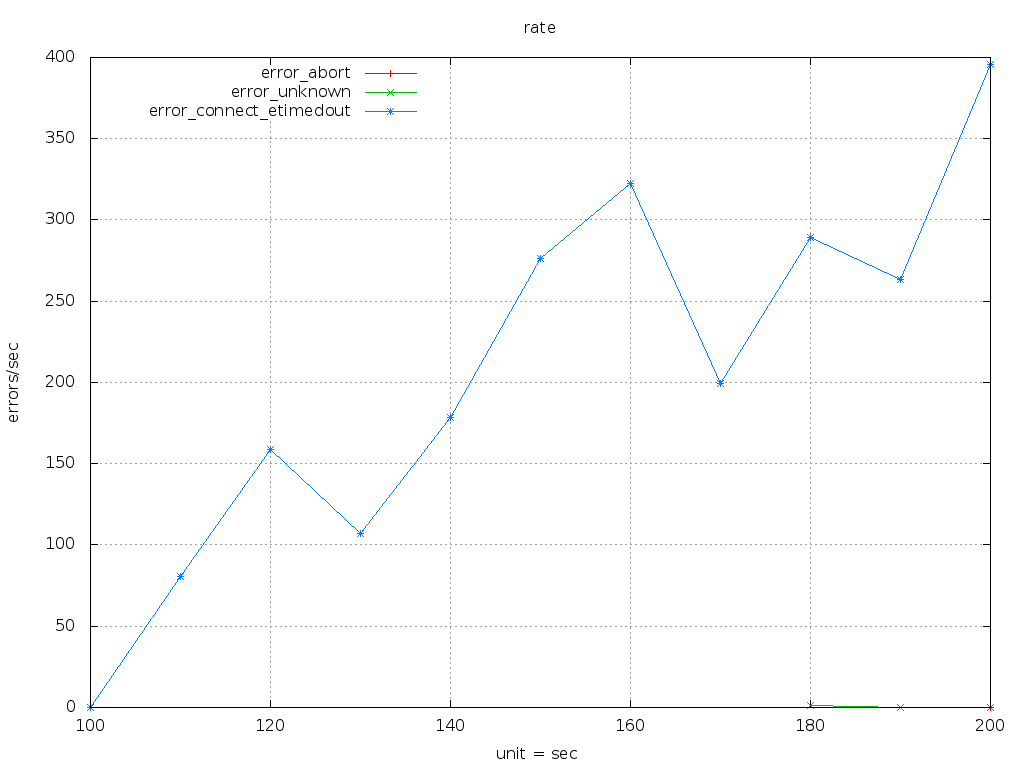 rate
400
350
300
250
200
150
100
50
0
errors/sec
error_abort
error_unknown
error_connect_etimedout
100 120 140 160 180 200
unit = sec